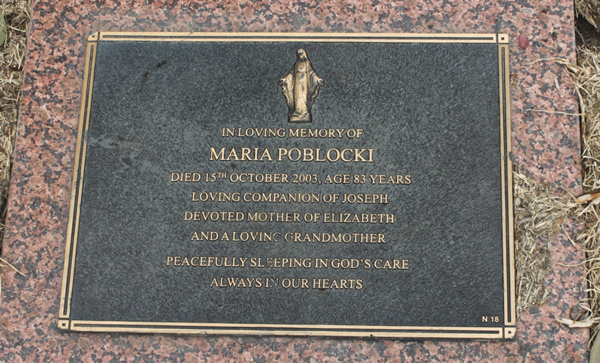 IN LOVING MEMORY OF
MARIA POBLOCKI
DIED 15TH OCTOBER 2003, AGE 83 YEARS
LOVING COMPANION OF JOSEPH
DEVOTED MOTHER OF ELIZABETH
AND A LOVING GRANDMOTHER
PEACEFULLY SLEEPING IN GOD'S CARE
ALWAYS IN OUR HEARTS
N 18